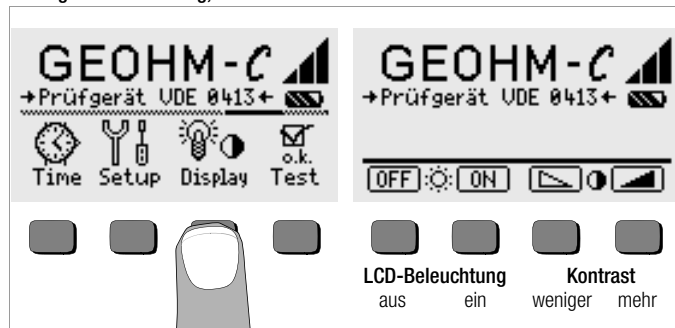 GEOHM-C
→Prüfgerät VDE 0413←
Time Setup Display o.k. Test
GEOHM-C
→Prüfgerät VDE 0413←
OFF ON
LCD-Beleuchtung Kontrast
aus ein weniger mehr